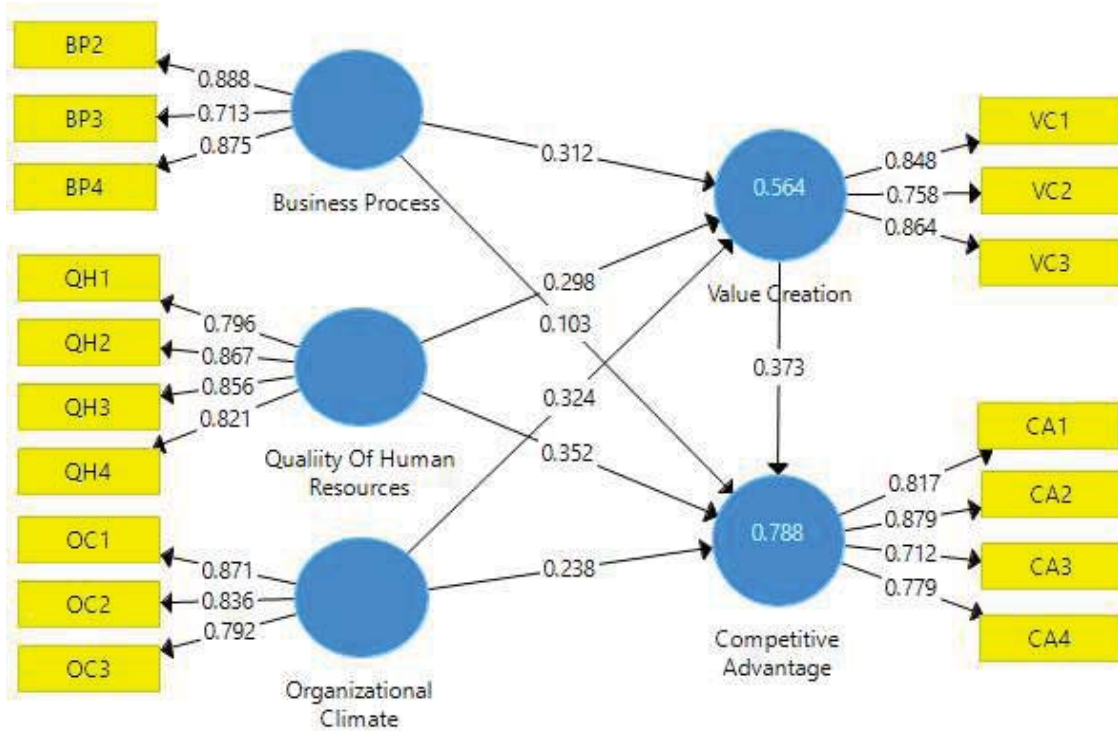 BP2
0.888
BP3
0.713
BP4
0.875
Business Process
QH1
0.796
QH2
0.867
QH3
0.856
QH4
0.821
Qualiity Of Human
Resources
OC1
0.871
OC2
0.836
OC3
0.792
Organizational
Climate
0.312
0.298
0.103
0.324
0.352
0.238
0.373
0.564
Value Creation
0.848
VC1
0.758
VC2
0.864
VC3
0.788
Competitive
Advantage
0.817
CA1
0.879
CA2
0.712
CA3
0.779
CA4